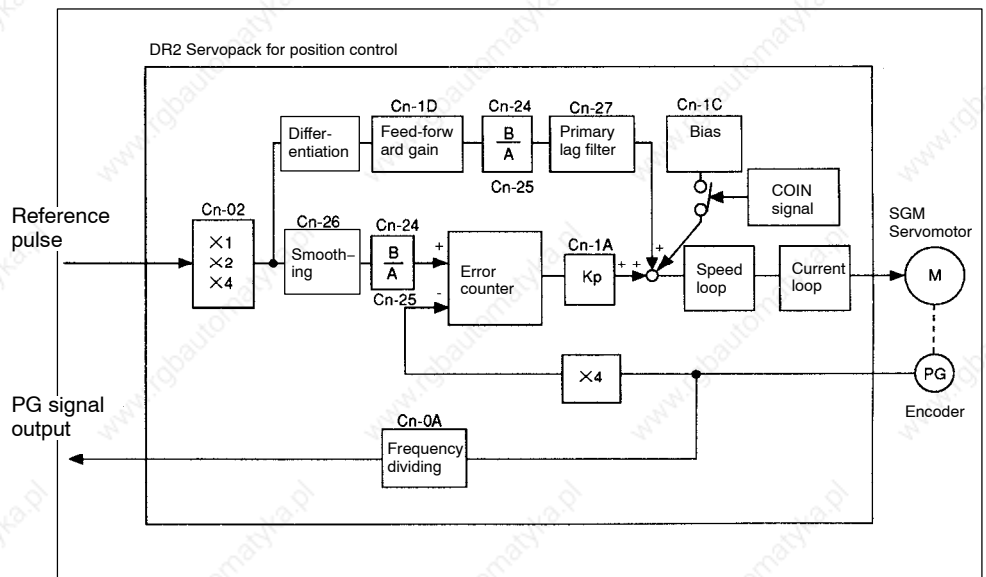 DR2 Servopack for position control
Cn-1D
Cn-24
Cn-27
Cn-1C
Differ-
entiation
Feed-forw
ard gain
B
A
Primary
lag filter
Bias
Cn-25
COIN
signal
Reference
pulse
Cn-02
×1
×2
×4
Cn-26
Smooth-
ing
Cn-24
B
A
Cn-25
+
-
Error
counter
Cn-1A
Kp
+ +
+
Speed
loop
Current
loop
SGM
Servomotor
M
×4
PG
Encoder
PG signal
output
Cn-0A
Frequency
dividing
www.rgbautomatyka.pl